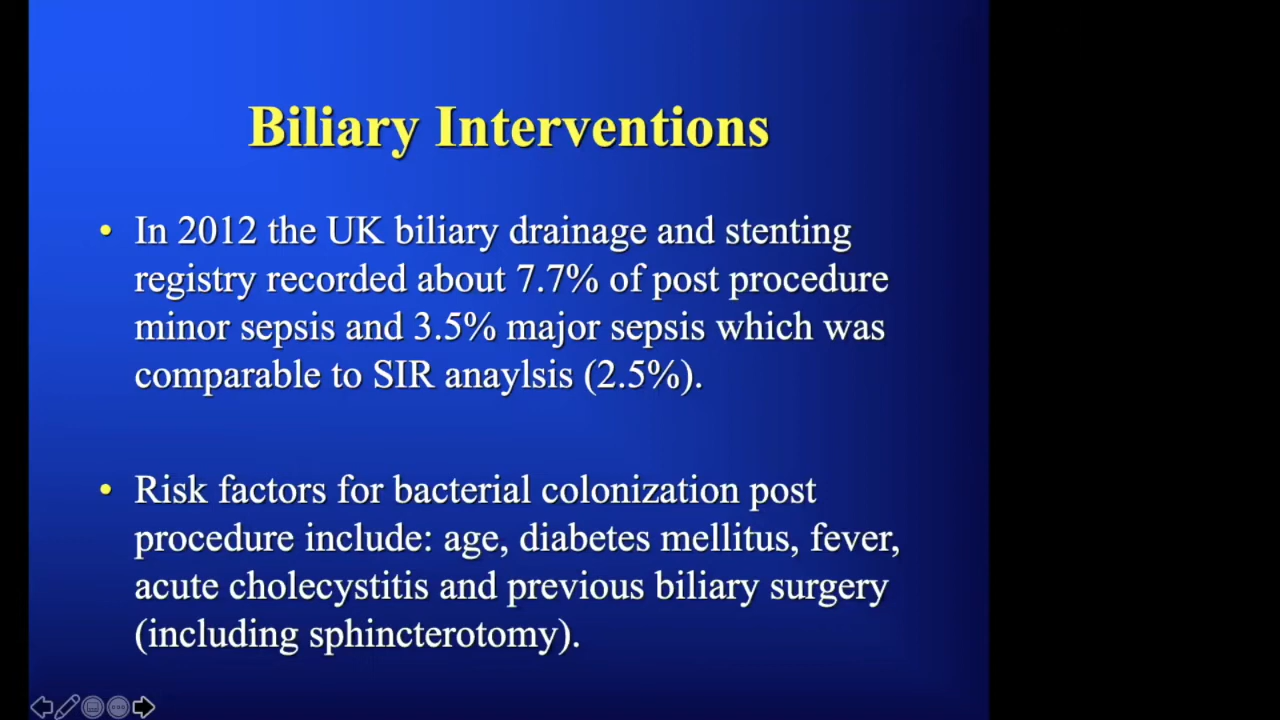 Biliary Interventions
• In 2012 the UK biliary drainage and stenting
registry recorded about 7.7% of post procedure
minor sepsis and 3.5% major sepsis which was
comparable to SIR anaylsis (2.5%).
• Risk factors for bacterial colonization post
procedure include: age, diabetes mellitus, fever,
acute cholecystitis and previous biliary surgery
(including sphincterotomy).